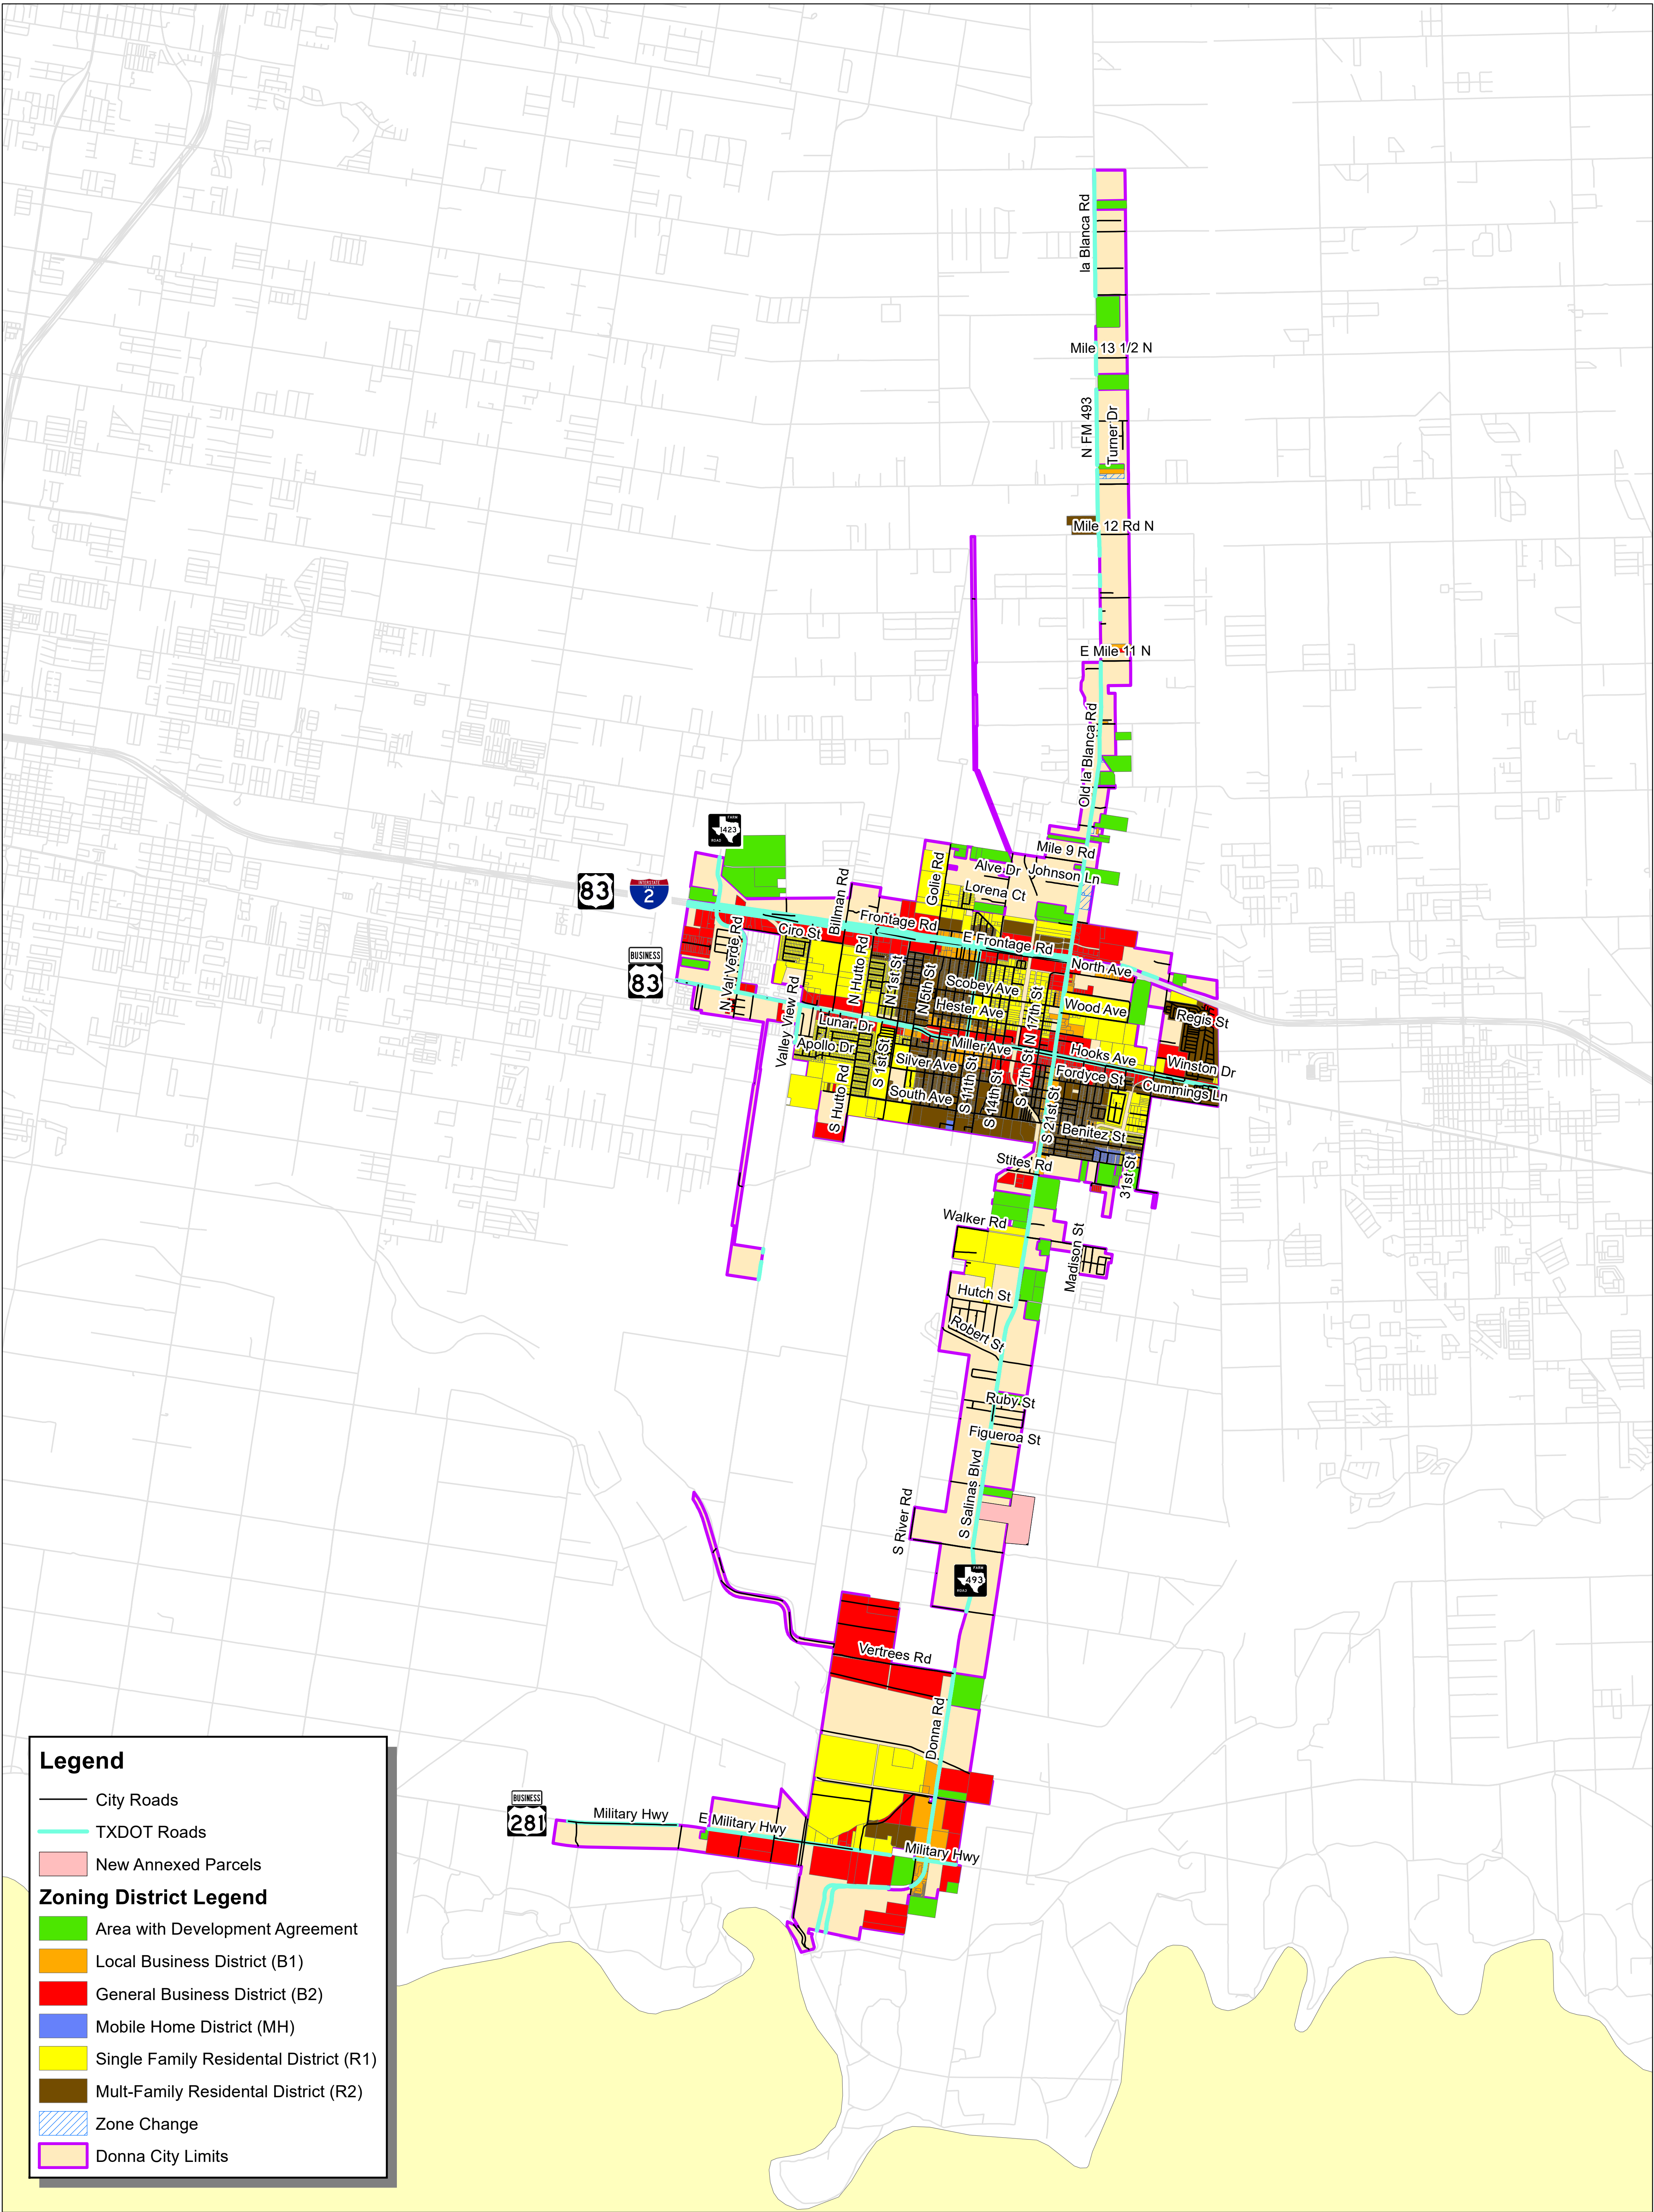 la Blanca Rd
Mile 13 1/2 N
N FM 493
Turner Dr
Mile 12 Rd N
E Mile 11 N
Old la Blanca Rd
FARM
1423
ROAD
Mile 9 Rd
Alve Dr
Johnson Ln
Golie Rd
Lorena Ct
83
INTERSTATE
2
Billman Rd
Frontage Rd
E Frontage Rd
Ciro St
North Ave
BUSINESS
83
N Val Verde Rd
N Hutto Rd
N 1st St
N 5th St
Scobey Ave
Hester Ave
N 17th St
Wood Ave
Regis St
Valley View Rd
Lunar Dr
Apollo Dr
Miller Ave
Hooks Ave
Silver Ave
S 1st St
S 11th St
S 14th St
S 17th St
Fordyce St
Winston Dr
Cummings Ln
South Ave
S Hutto Rd
S 21st St
Benitez St
Stites Rd
31st St
Walker Rd
Madison St
Hutch St
Robert St
Ruby St
Figueroa St
S Salinas Blvd
S River Rd
FARM
493
ROAD
Vertrees Rd
Donna Rd
BUSINESS
281
Military Hwy
E Military Hwy
Military Hwy
Legend
City Roads
TXDOT Roads
New Annexed Parcels
Zoning District Legend
Area with Development Agreement
Local Business District (B1)
General Business District (B2)
Mobile Home District (MH)
Single Family Residental District (R1)
Mult-Family Residental District (R2)
Zone Change
Donna City Limits